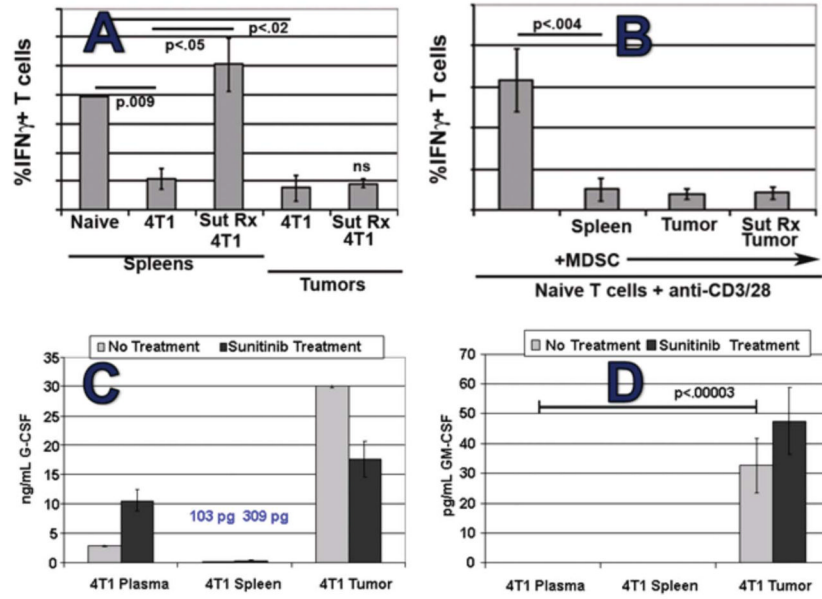 A
p<.02
p<.05
p.009
ns
%IFNγ+ T cells
Naive 4T1 Sut Rx 4T1 4T1 Sut Rx 4T1
Spleens
Tumors
B
p<.004
%IFNγ+ T cells
Spleen Tumor Sut Rx Tumor
+MDSC
Naive T cells + anti-CD3/28
No Treatment Sunitinib Treatment
C
ng/mL G-CSF
35
30
25
20
15
10
5
0
103 pg 309 pg
4T1 Plasma 4T1 Spleen 4T1 Tumor
No Treatment Sunitinib Treatment
D
p<.00003
pg/mL GM-CSF
70
60
50
40
30
20
10
0
4T1 Plasma 4T1 Spleen 4T1 Tumor